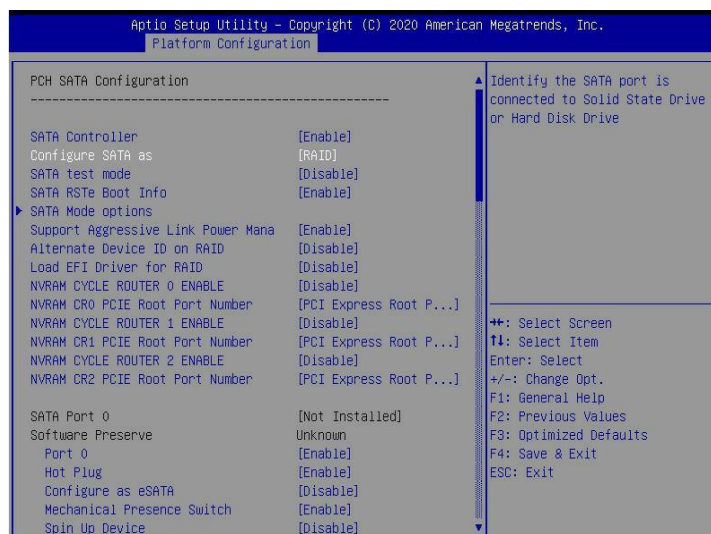 Aptio Setup Utility – Copyright (C) 2020 American Megatrends, Inc.
Platform Configuration
PCH SATA Configuration
--------------------------------------------------
SATA Controller [Enable]
Configure SATA as [RAID]
SATA test mode [Disable]
SATA RSTe Boot Info [Enable]
SATA Mode options
Support Aggressive Link Power Mana [Enable]
Alternate Device ID on RAID [Disable]
Load EFI Driver for RAID [Disable]
NVRAM CYCLE ROUTER 0 ENABLE [Disable]
NVRAM CR0 PCIE Root Port Number [PCI Express Root P...]
NVRAM CYCLE ROUTER 1 ENABLE [Disable]
NVRAM CR1 PCIE Root Port Number [PCI Express Root P...]
NVRAM CYCLE ROUTER 2 ENABLE [Disable]
NVRAM CR2 PCIE Root Port Number [PCI Express Root P...]
SATA Port 0 [Not Installed]
Software Preserve Unknown
Port 0 [Enable]
Hot Plug [Enable]
Configure as eSATA [Disable]
Mechanical Presence Switch [Enable]
Spin Up Device [Disable]
Identify the SATA port is
connected to Solid State Drive
or Hard Disk Drive
→←: Select Screen
↑↓: Select Item
Enter: Select
+/-: Change Opt.
F1: General Help
F2: Previous Values
F3: Optimized Defaults
F4: Save & Exit
ESC: Exit